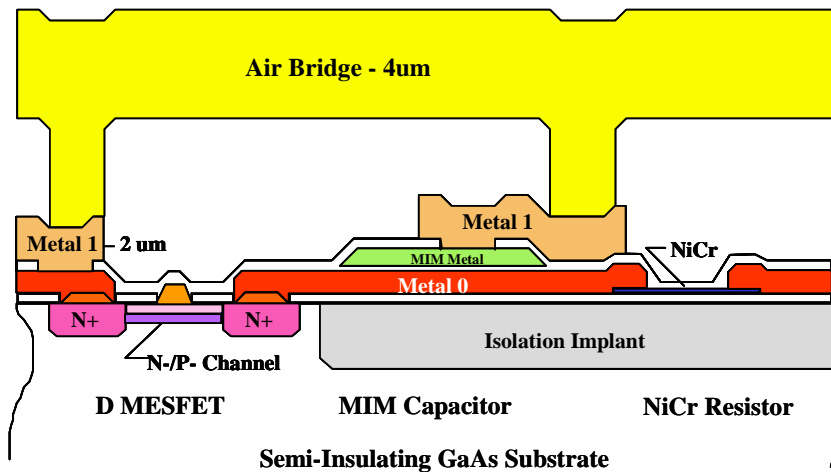 Air Bridge - 4um
Metal 1
2 um
Metal 1
NiCr
MIM Metal
Metal 0
N+
N+
Isolation Implant
N-/P- Channel
D MESFET
MIM Capacitor
NiCr Resistor
Semi-Insulating GaAs Substrate